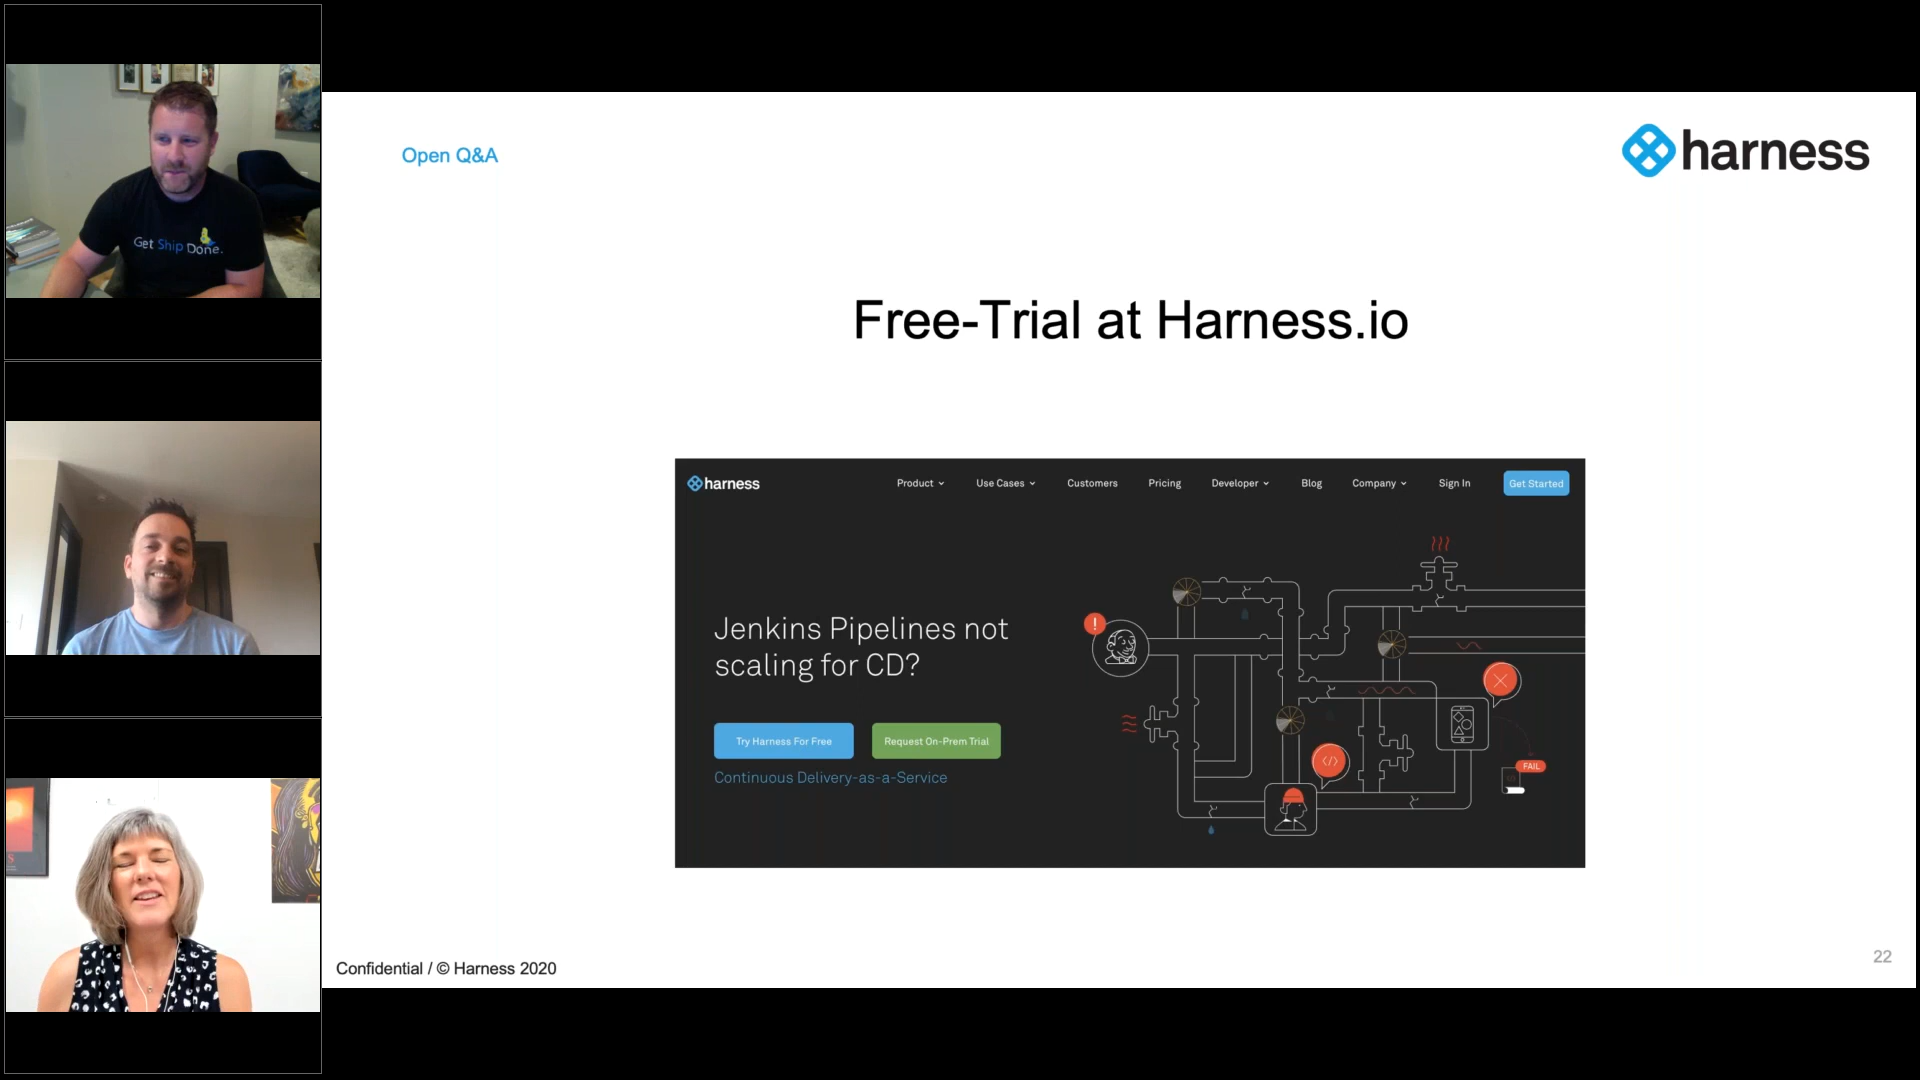 Get Ship Done.
Open Q&A
harness
Free-Trial at Harness.io
harness
Product
Use Cases
Customers
Pricing
Developer
Blog
Company
Sign In
Get Started
!
Jenkins Pipelines not
scaling for CD?
Try Harness For Free
Request On-Prem Trial
Continuous Delivery-as-a-Service
</>
FAIL
Confidential / © Harness 2020
22